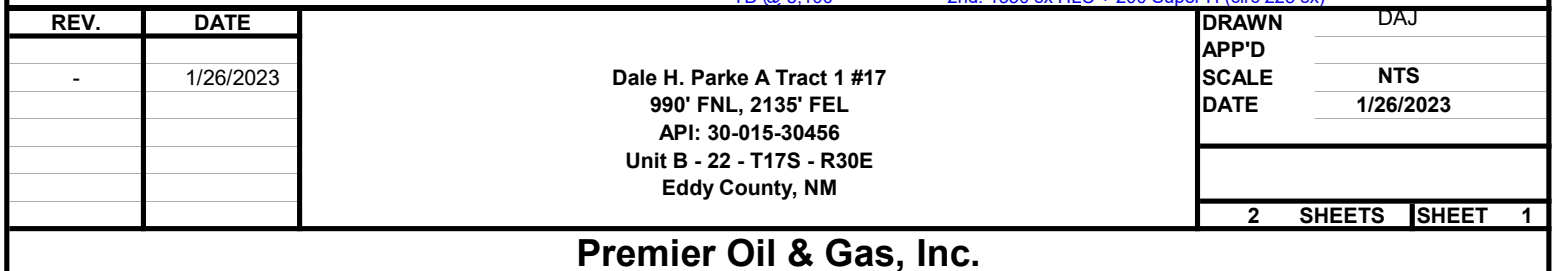 REV. DATE
- 1/26/2023
Dale H. Parke A Tract 1 #17
990' FNL, 2135' FEL
API: 30-015-30456
Unit B - 22 - T17S - R30E
Eddy County, NM
DRAWN DAJ
APP'D
SCALE NTS
DATE 1/26/2023
2 SHEETS SHEET 1
Premier Oil & Gas, Inc.